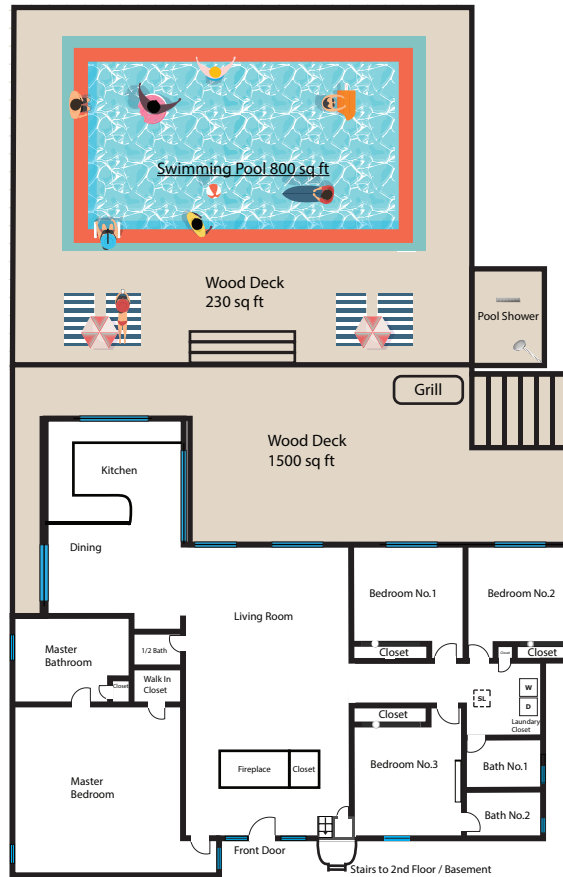 Swimming Pool 800 sq ft
Wood Deck
230 sq ft
Pool Shower
Grill
Wood Deck
1500 sq ft
Kitchen
Dining
Living Room
Bedroom No.1
Bedroom No.2
Closet
Closet
Closet
Master
Bathroom
1/2 Bath
Walk In
Closet
Closet
SL
W
D
Laundary
Closet
Closet
Bedroom No.3
Bath No.1
Bath No.2
Fireplace
Closet
Master
Bedroom
Front Door
Stairs to 2nd Floor / Basement